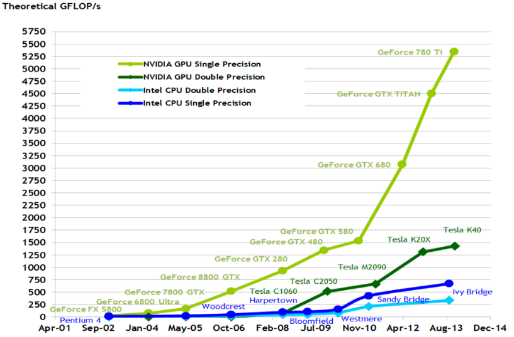 Theoretical GFLOP/s
5750
5500
5250
5000
4750
4500
4250
4000
3750
3500
3250
3000
2750
2500
2250
2000
1750
1500
1250
1000
750
500
250
0
NVIDIA GPU Single Precision
NVIDIA GPU Double Precision
Intel CPU Double Precision
Intel CPU Single Precision
GeForce 780 TI
GeForce GTX TITAN
GeForce GTX 680
GeForce GTX 580
GeForce GTX 480
GeForce GTX 280
GeForce 8800 GTX
GeForce 7800 GTX
GeForce 6800 Ultra
GeForce FX 5800
Tesla K40
Tesla K20X
Tesla M2090
Tesla C2050
Tesla C1060
Harpertown
Woodcrest
Pentium 4
Bloomfield
Westmere
Sandy Bridge
Ivy Bridge
Apr-01 Sep-02 Jan-04 May-05 Oct-06 Feb-08 Jul-09 Nov-10 Apr-12 Aug-13 Dec-14